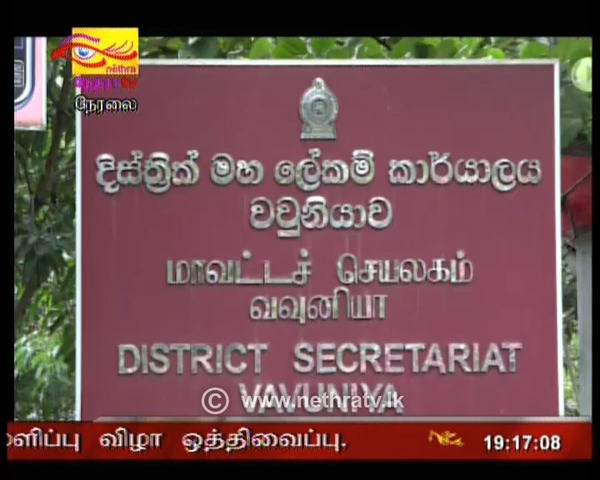 nethra
நேரலை
දිස්ත්‍රික් මහ ලේකම් කාර්යාලය
වවුනියාව
மாவட்டச் செயலகம்
வவுனியா
DISTRICT SECRETARIAT
VAVUNIYA
© www.nethratv.lk
ளிப்பு விழா ஒத்திவைப்பு.
19:17:08